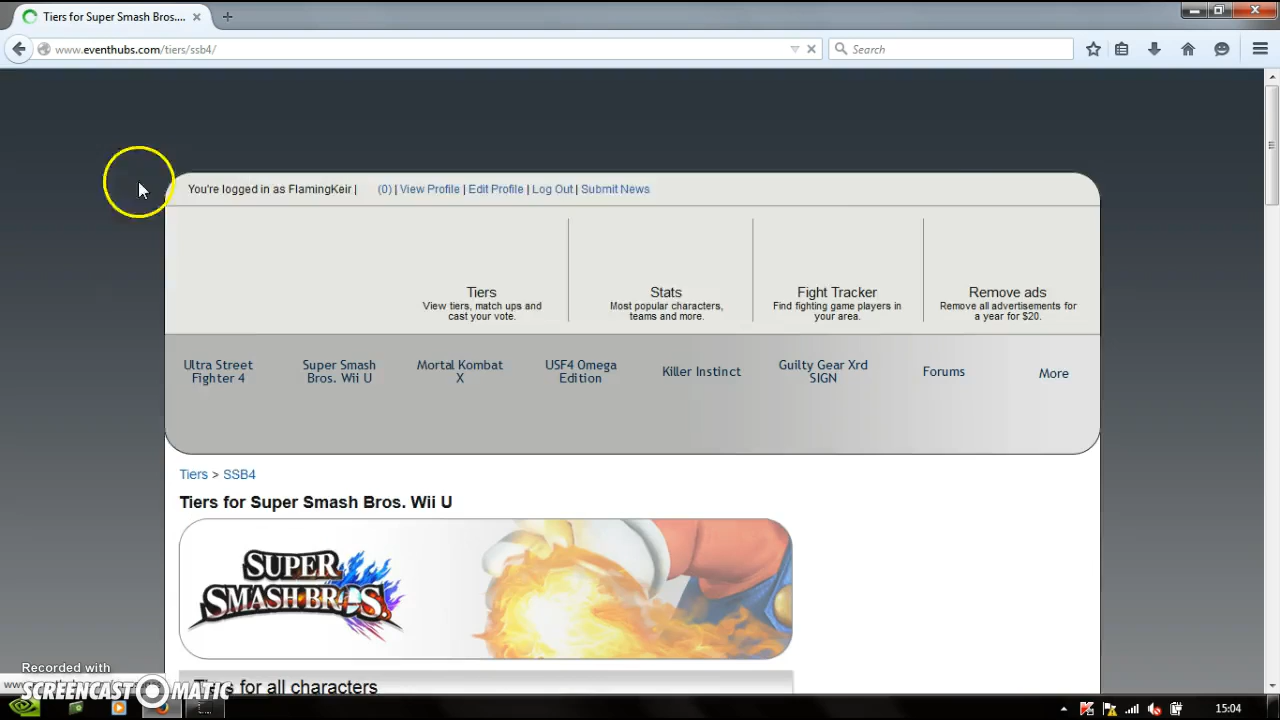 Tiers for Super Smash Bros....
www.eventhubs.com/tiers/ssb4/
Search
You're logged in as FlamingKeir | (0) | View Profile | Edit Profile | Log Out | Submit News
Tiers
View tiers, match ups and
cast your vote.
Stats
Most popular characters,
teams and more.
Fight Tracker
Find fighting game players in
your area.
Remove ads
Remove all advertisements for
a year for $20.
Ultra Street
Fighter 4
Super Smash
Bros. Wii U
Mortal Kombat
X
USF4 Omega
Edition
Killer Instinct
Guilty Gear Xrd
SIGN
Forums
More
Tiers > SSB4
Tiers for Super Smash Bros. Wii U
SUPER
SMASH BROS.
Tiers for all characters
Recorded with
SCREENCAST-O-MATIC
15:04